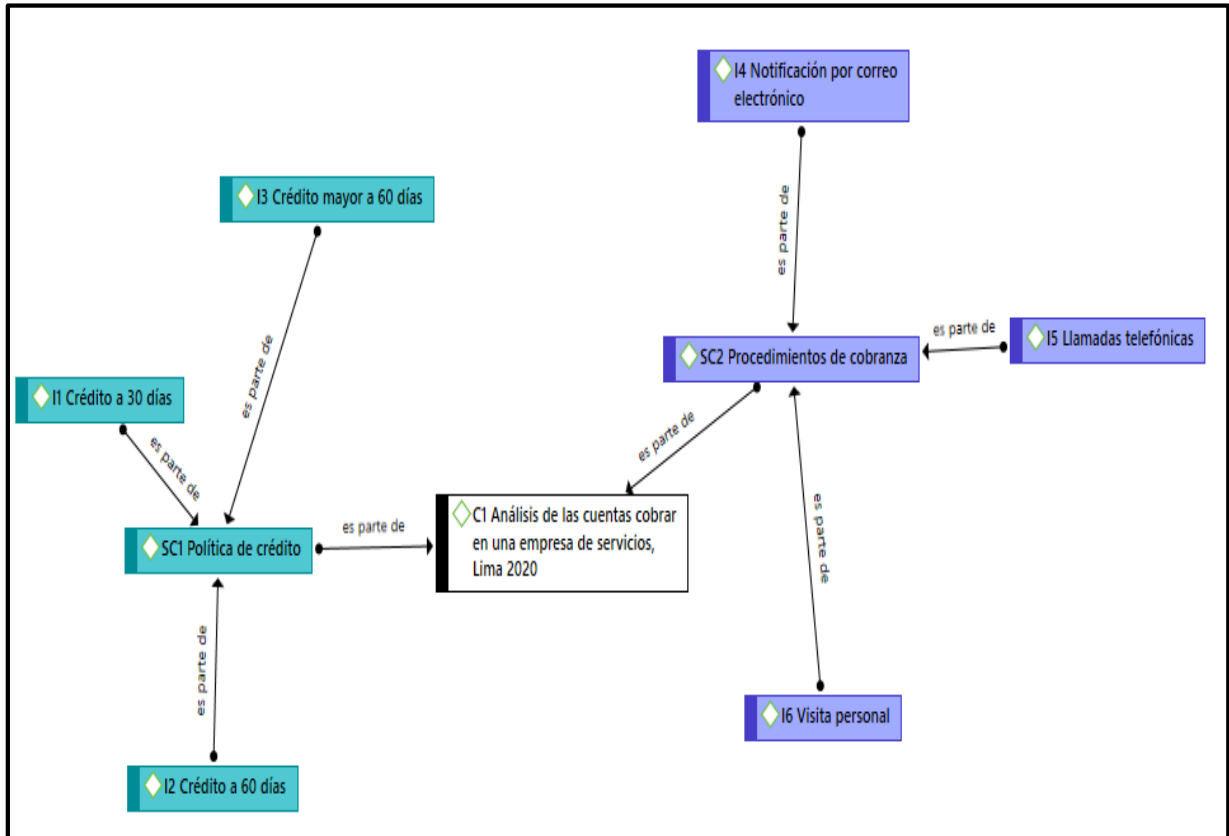 I4 Notificación por correo
electrónico
es parte de
I3 Crédito mayor a 60 días
es parte de
I5 Llamadas telefónicas
es parte de
SC2 Procedimientos de cobranza
I1 Crédito a 30 días
es parte de
es parte de
es parte de
C1 Análisis de las cuentas cobrar
en una empresa de servicios,
Lima 2020
SC1 Política de crédito
es parte de
es parte de
I6 Visita personal
es parte de
I2 Crédito a 60 días